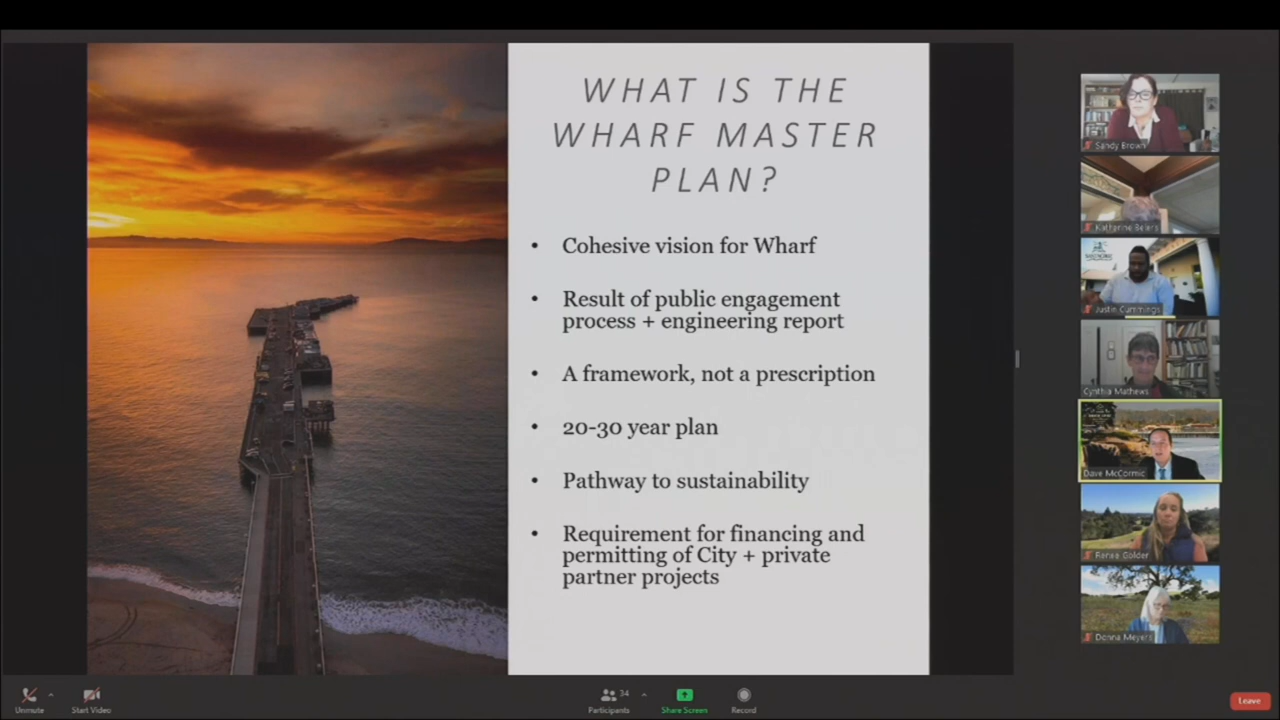 WHAT IS THE
WHARF MASTER
PLAN?
• Cohesive vision for Wharf
• Result of public engagement
process + engineering report
• A framework, not a prescription
• 20-30 year plan
• Pathway to sustainability
• Requirement for financing and
permitting of City + private
partner projects
Sandy Brown
Katharine Beiers
Justin Cummings
Cynthia Mathews
Dave McCormic
Renee Golder
Donna Meyers
Unmute
Start Video
34
Participants
Share Screen
Record
Leave